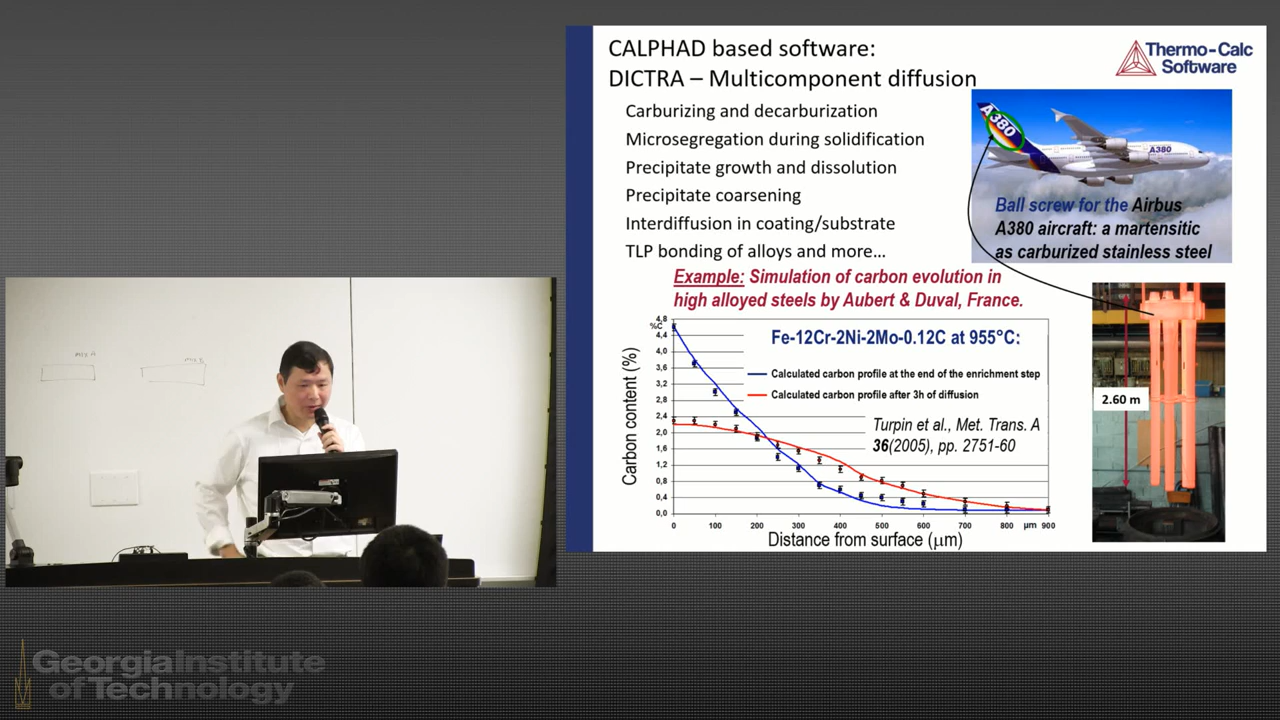 CALPHAD based software:
DICTRA – Multicomponent diffusion
Thermo-Calc
Software
Carburizing and decarburization
Microsegregation during solidification
Precipitate growth and dissolution
Precipitate coarsening
Interdiffusion in coating/substrate
TLP bonding of alloys and more...
A380
A380
Ball screw for the Airbus
A380 aircraft: a martensitic
as carburized stainless steel
Example: Simulation of carbon evolution in
high alloyed steels by Aubert & Duval, France.
Fe-12Cr-2Ni-2Mo-0.12C at 955°C:
Calculated carbon profile at the end of the enrichment step
Calculated carbon profile after 3h of diffusion
Turpin et al., Met. Trans. A
36(2005), pp. 2751-60
Carbon content (%)
4,8
%C
4,0
3,6
3,2
2,8
2,4
2,0
1,6
1,2
0,8
0,4
0,0
0 100 200 300 400 500 600 700 800 µm 900
Distance from surface (µm)
2.60 m
Georgia Institute
of Technology